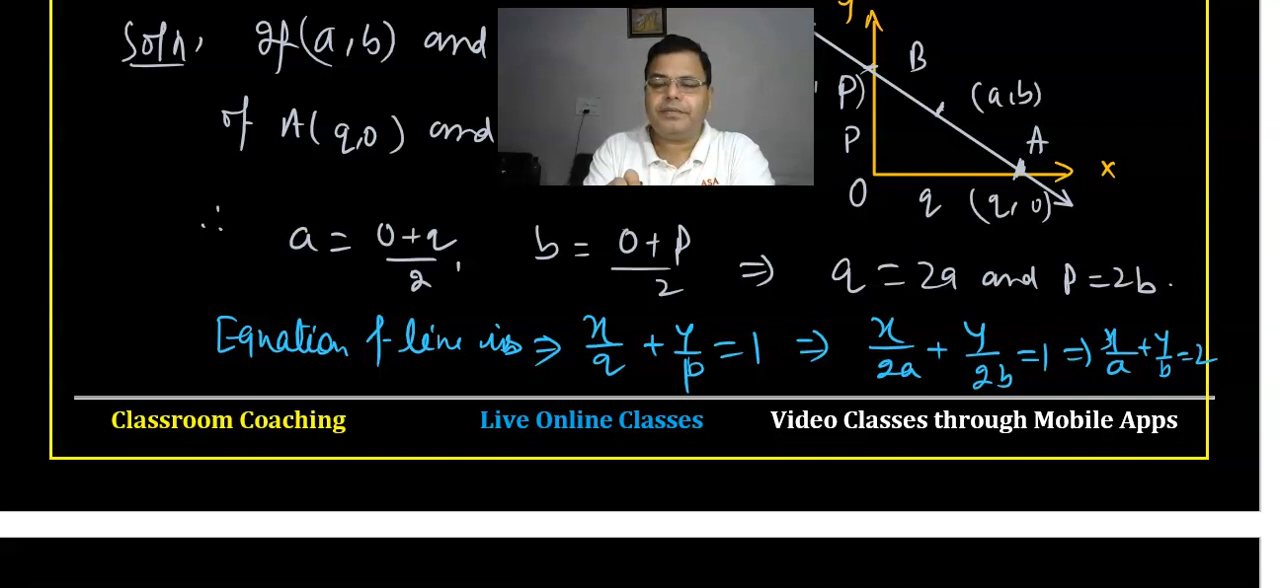 Soln, If (a, b) and
of A(q,0) and
y
B
P)
(a,b)
P
A
x
O q (q, 0)
∴ a = 0+q/2, b = 0+P/2 ⇒ q = 2a and P = 2b.
Equation of line is ⇒ x/q + y/p = 1 ⇒ x/2a + y/2b = 1 ⇒ x/a + y/b = 2
ASA
Classroom Coaching Live Online Classes Video Classes through Mobile Apps